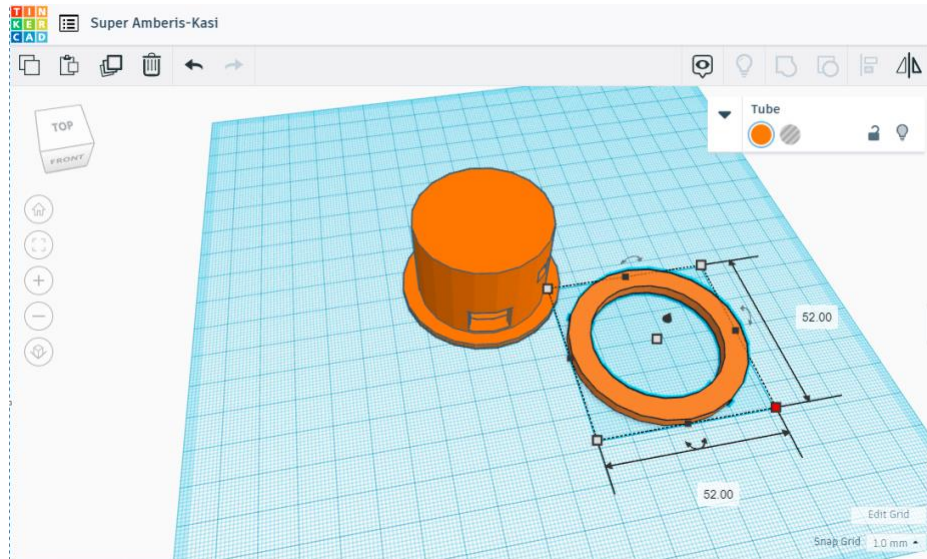 TIN
KER
CAD
Super Amberis-Kasi
TOP
FRONT
Tube
52.00
52.00
Edit Grid
Snap Grid 1.0 mm